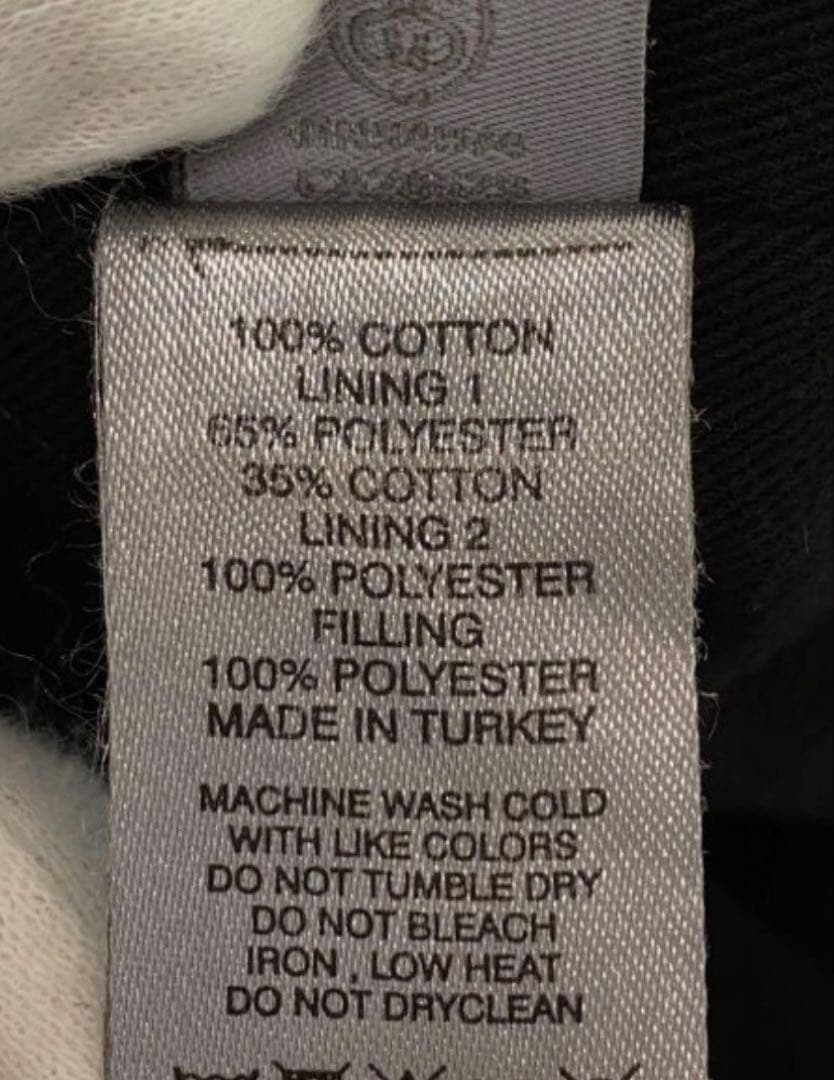 100% COTTON
LINING 1
65% POLYESTER
35% COTTON
LINING 2
100% POLYESTER
FILLING
100% POLYESTER
MADE IN TURKEY
MACHINE WASH COLD
WITH LIKE COLORS
DO NOT TUMBLE DRY
DO NOT BLEACH
IRON , LOW HEAT
DO NOT DRYCLEAN